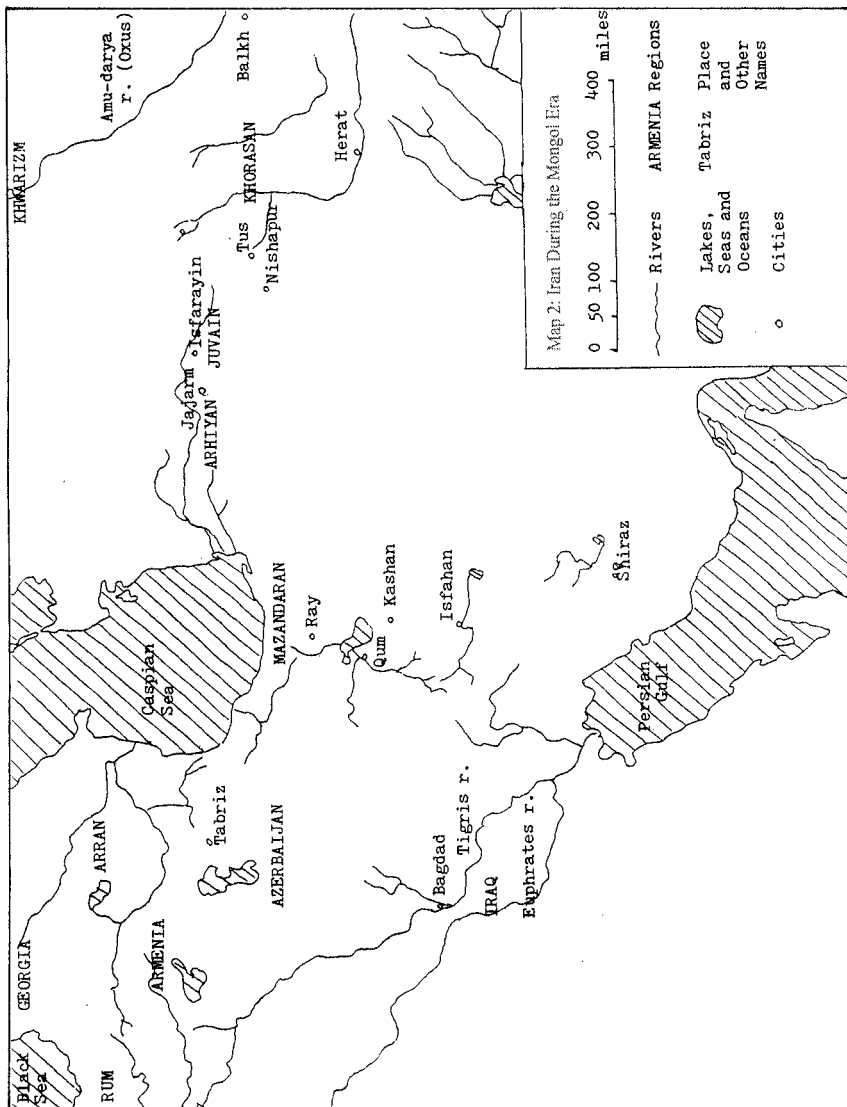 Black
Sea
GEORGIA
RUM
ARMENIA
ARRAN
Tabriz
AZERBAIJAN
Caspian
Sea
MAZANDARAN
Ray
Qum
Kashan
Isfahan
Bagdad
Tigris r.
IRAQ
Euphrates r.
Persian
Gulf
Shiraz
Jajarm
Isfarayin
ARHIYAN
JUVAIN
Tus
Nishapur
KHORASAN
Herat
KHWARIZM
Amu-darya
r. (Oxus)
Balkh
Map 2: Iran During the Mongol Era
0 50 100 200 300 400 miles
Rivers
ARMENIA Regions
Lakes,
Seas and
Oceans
Tabriz Place
and
Other
Names
Cities